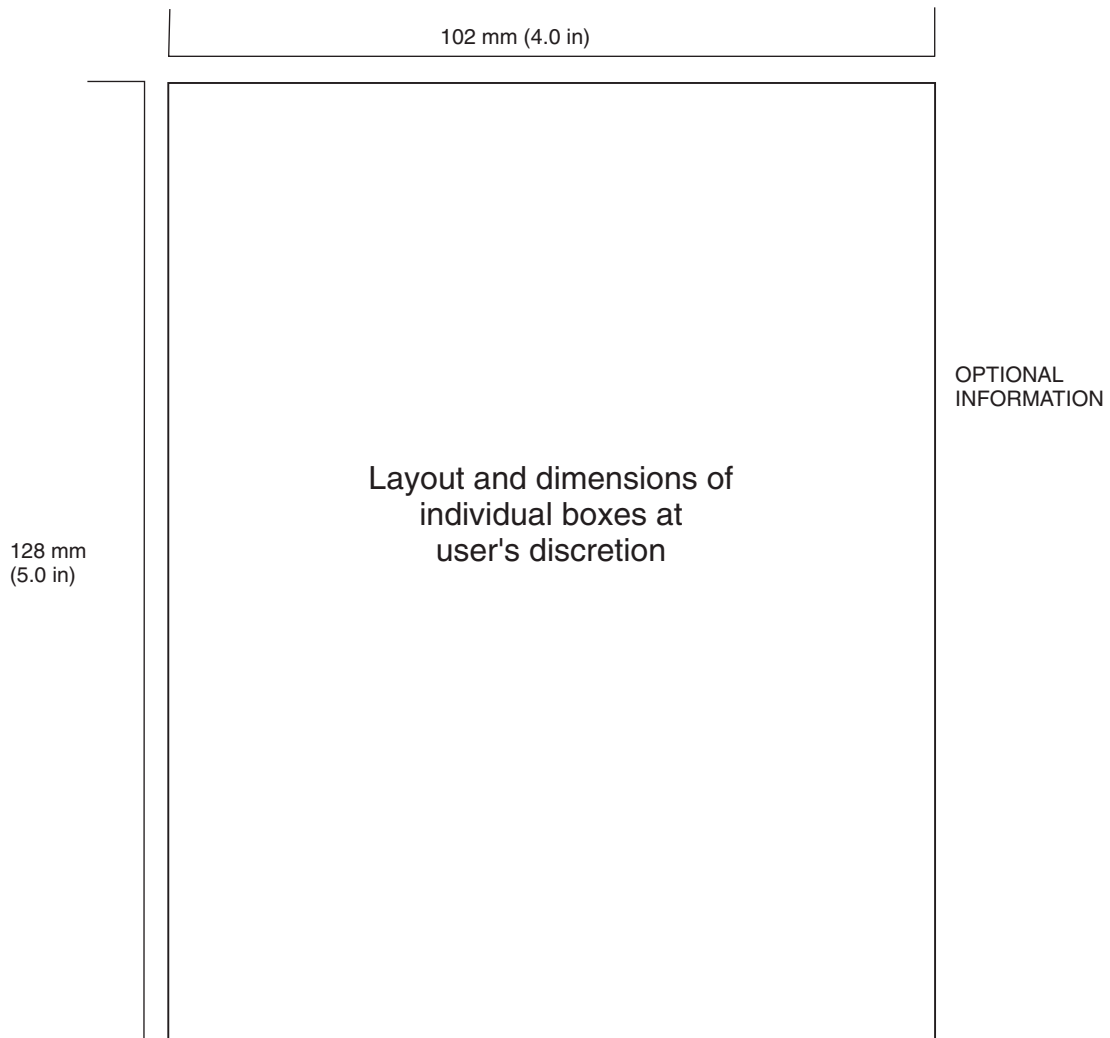 102 mm (4.0 in)
OPTIONAL
INFORMATION
Layout and dimensions of
individual boxes at
user's discretion
128 mm
(5.0 in)